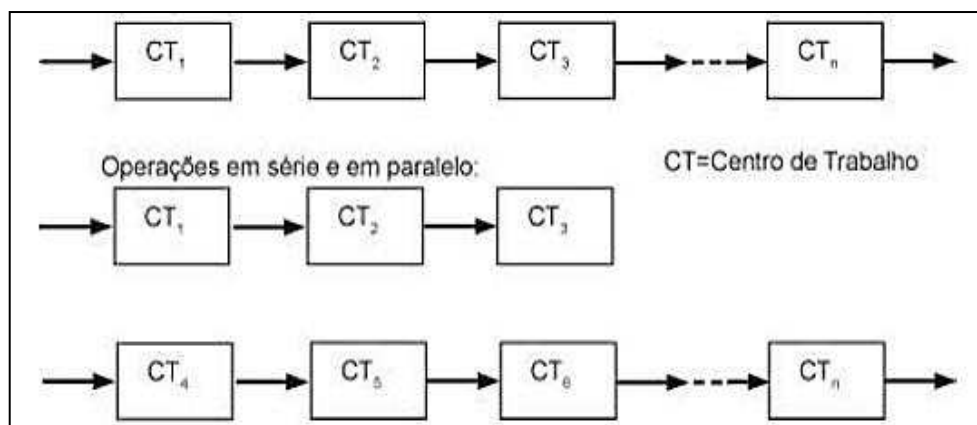 CT₁ CT₂ CT₃ CTₙ
Operações em série e em paralelo: CT=Centro de Trabalho
CT₁ CT₂ CT₃
CT₄ CT₅ CT₆ CTₙ